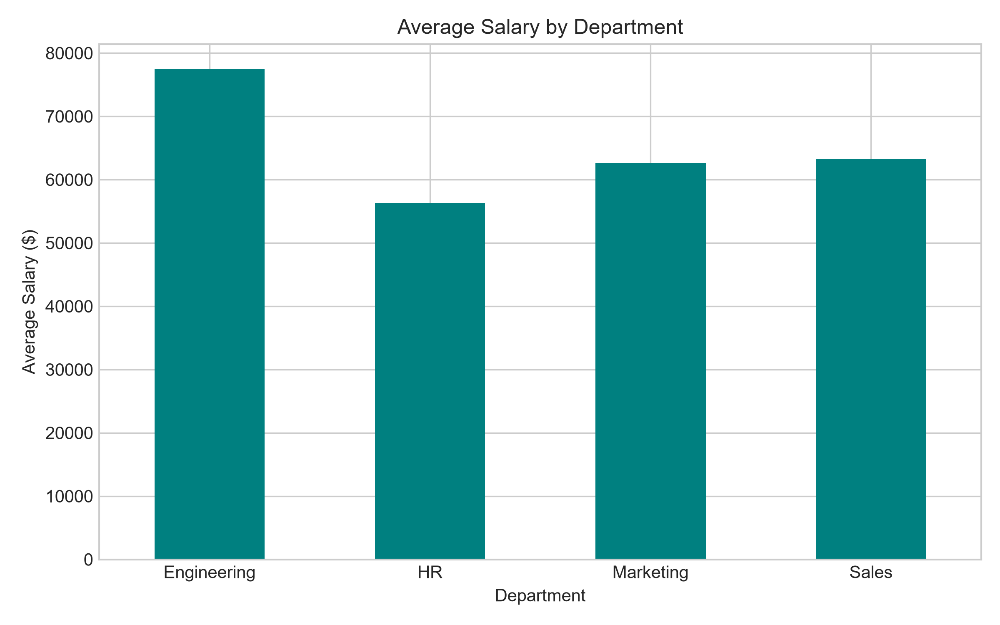 Average Salary by Department
Average Salary ($)
80000
70000
60000
50000
40000
30000
20000
10000
0
Engineering HR Marketing Sales
Department